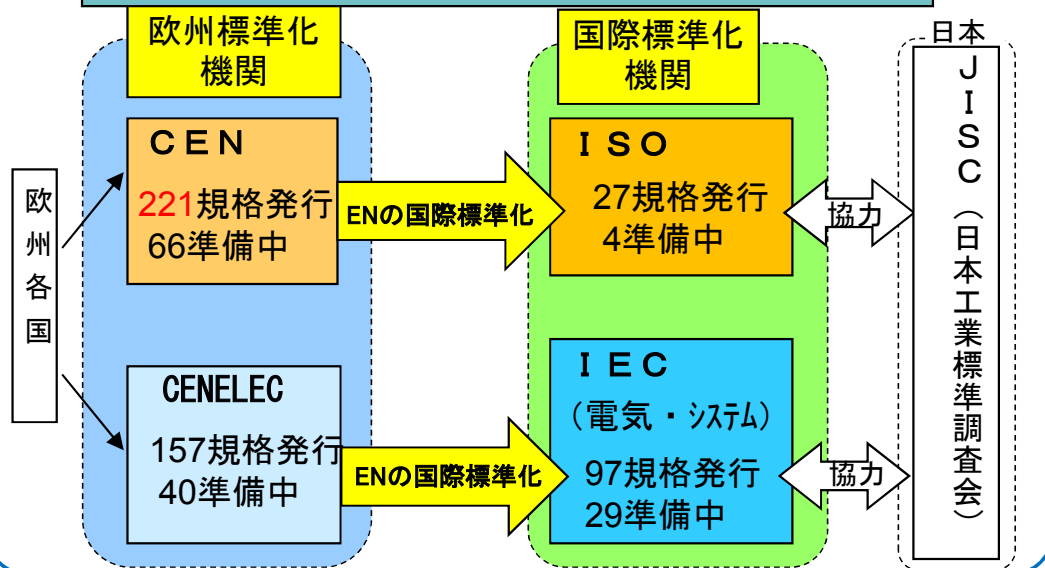 欧州標準化
機関
国際標準化
機関
日本
欧州各国
ＣＥＮ
221規格発行
66準備中
ENの国際標準化
ＩＳＯ
27規格発行
4準備中
協力
ＪＩＳＣ（日本工業標準調査会）
CENELEC
157規格発行
40準備中
ENの国際標準化
ＩＥＣ
（電気・ｼｽﾃﾑ）
97規格発行
29準備中
協力